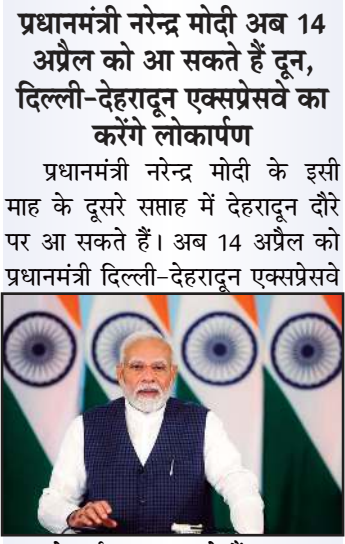 प्रधानमंत्री नरेन्द्र मोदी अब 14
अप्रैल को आ सकते हैं दून,
दिल्ली-देहरादून एक्सप्रेसवे का
करेंगे लोकार्पण
प्रधानमंत्री नरेन्द्र मोदी के इसी
माह के दूसरे सप्ताह में देहरादून दौरे
पर आ सकते हैं। अब 14 अप्रैल को
प्रधानमंत्री दिल्ली-देहरादून एक्सप्रेसवे